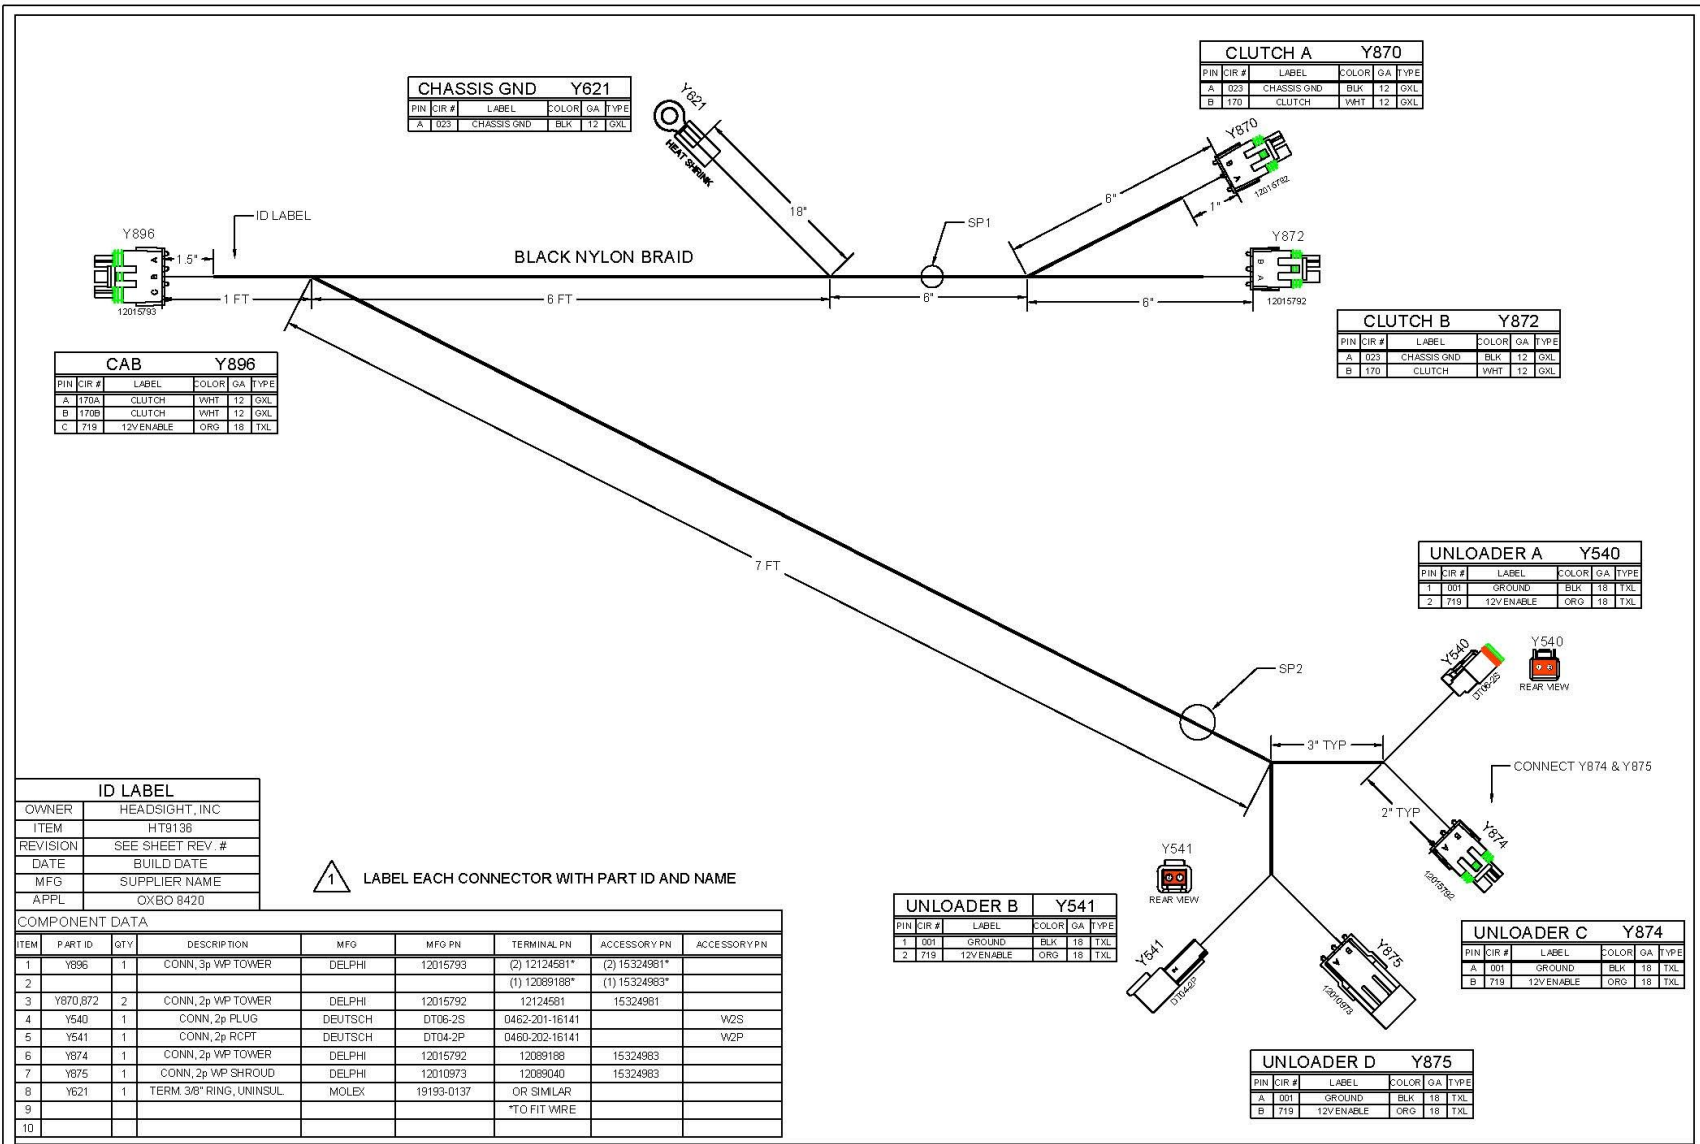 CLUTCH A Y870
PIN CIR # LABEL COLOR GA TYPE
A 023 CHASSIS GND BLK 12 GXL
B 170 CLUTCH WHT 12 GXL
CHASSIS GND Y621
PIN CIR # LABEL COLOR GA TYPE
A 023 CHASSIS GND BLK 12 GXL
Y621
HEAT SHRINK
18"
Y870
B
A
12015792
6"
1"
ID LABEL
SP1
Y896
A
B
C
12015793
1.5"
BLACK NYLON BRAID
Y872
B
A
12015792
1 FT
6 FT
6"
6"
CLUTCH B Y872
PIN CIR # LABEL COLOR GA TYPE
A 023 CHASSIS GND BLK 12 GXL
B 170 CLUTCH WHT 12 GXL
CAB Y896
PIN CIR # LABEL COLOR GA TYPE
A 170A CLUTCH WHT 12 GXL
B 170B CLUTCH WHT 12 GXL
C 719 12V ENABLE ORG 18 TXL
7 FT
UNLOADER A Y540
PIN CIR # LABEL COLOR GA TYPE
1 001 GROUND BLK 18 TXL
2 719 12V ENABLE ORG 18 TXL
SP2
Y540
DT06-2S
Y540
REAR VIEW
3" TYP
CONNECT Y874 & Y875
2" TYP
Y874
B
A
12015792
ID LABEL
OWNER HEADSIGHT, INC
ITEM HT9136
REVISION SEE SHEET REV. #
DATE BUILD DATE
MFG SUPPLIER NAME
APPL OXBO 8420
1 LABEL EACH CONNECTOR WITH PART ID AND NAME
Y541
REAR VIEW
UNLOADER B Y541
PIN CIR # LABEL COLOR GA TYPE
1 001 GROUND BLK 18 TXL
2 719 12V ENABLE ORG 18 TXL
Y541
DT04-2P
Y875
B
A
12010973
UNLOADER C Y874
PIN CIR # LABEL COLOR GA TYPE
A 001 GROUND BLK 18 TXL
B 719 12V ENABLE ORG 18 TXL
UNLOADER D Y875
PIN CIR # LABEL COLOR GA TYPE
A 001 GROUND BLK 18 TXL
B 719 12V ENABLE ORG 18 TXL
COMPONENT DATA
ITEM PART ID QTY DESCRIPTION MFG MFG PN TERMINAL PN ACCESSORY PN ACCESSORY PN
1 Y896 1 CONN, 3p WP TOWER DELPHI 12015793 (2) 12124581* (2) 15324981*
2 (1) 12089188* (1) 15324983*
3 Y870,872 2 CONN, 2p WP TOWER DELPHI 12015792 12124581 15324981
4 Y540 1 CONN, 2p PLUG DEUTSCH DT06-2S 0462-201-16141 W2S
5 Y541 1 CONN, 2p RCPT DEUTSCH DT04-2P 0460-202-16141 W2P
6 Y874 1 CONN, 2p WP TOWER DELPHI 12015792 12089188 15324983
7 Y875 1 CONN, 2p WP SHROUD DELPHI 12010973 12089040 15324983
8 Y621 1 TERM. 3/8" RING, UNINSUL. MOLEX 19193-0137 OR SIMILAR
9 *TO FIT WIRE
10